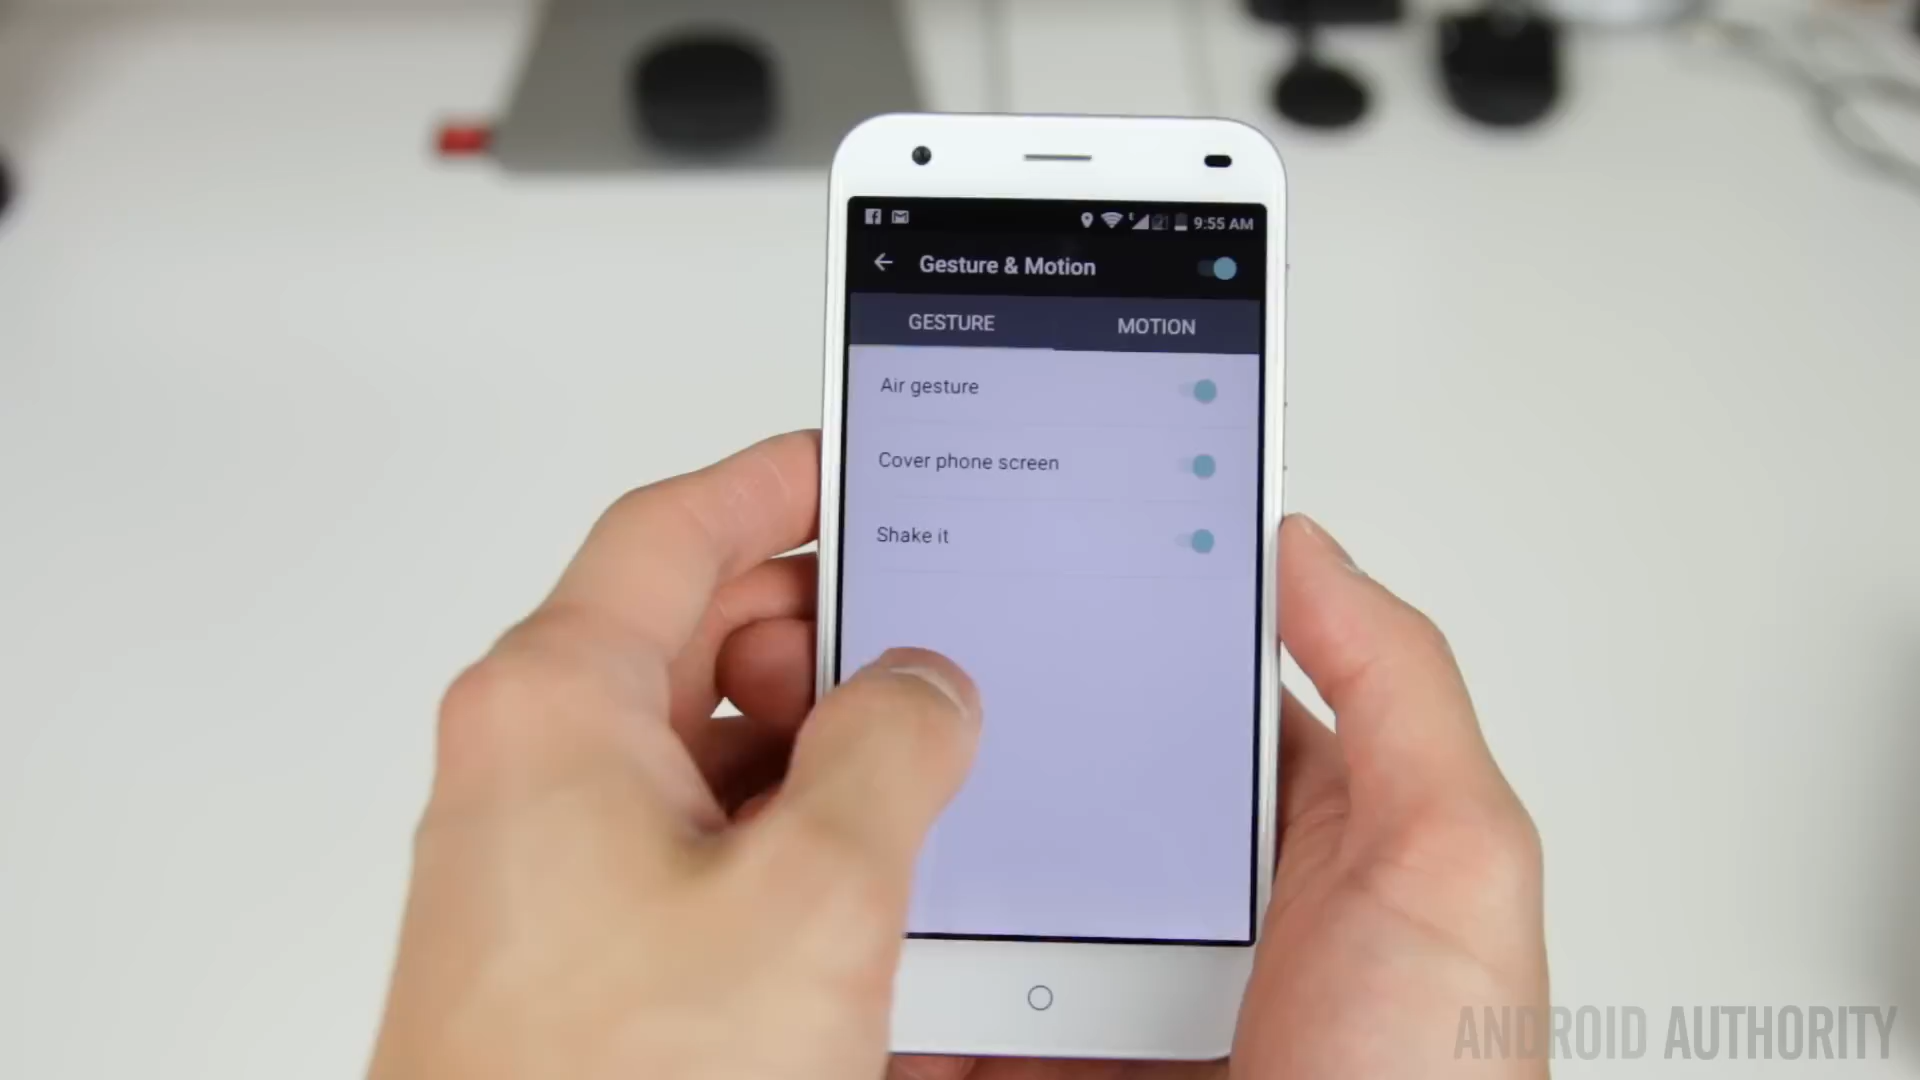 9:55 AM
Gesture & Motion
GESTURE MOTION
Air gesture
Cover phone screen
Shake it
ANDROID AUTHORITY